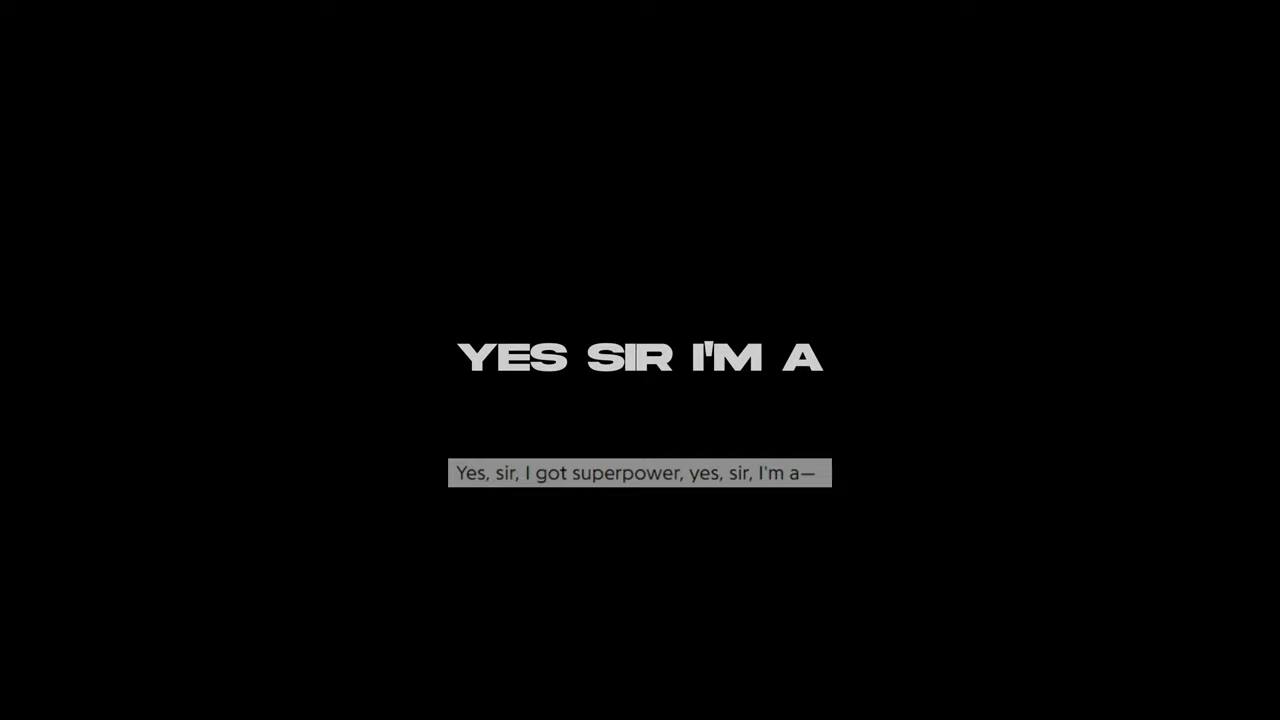 YES SIR I'M A
Yes, sir, I got superpower, yes, sir, I'm a—